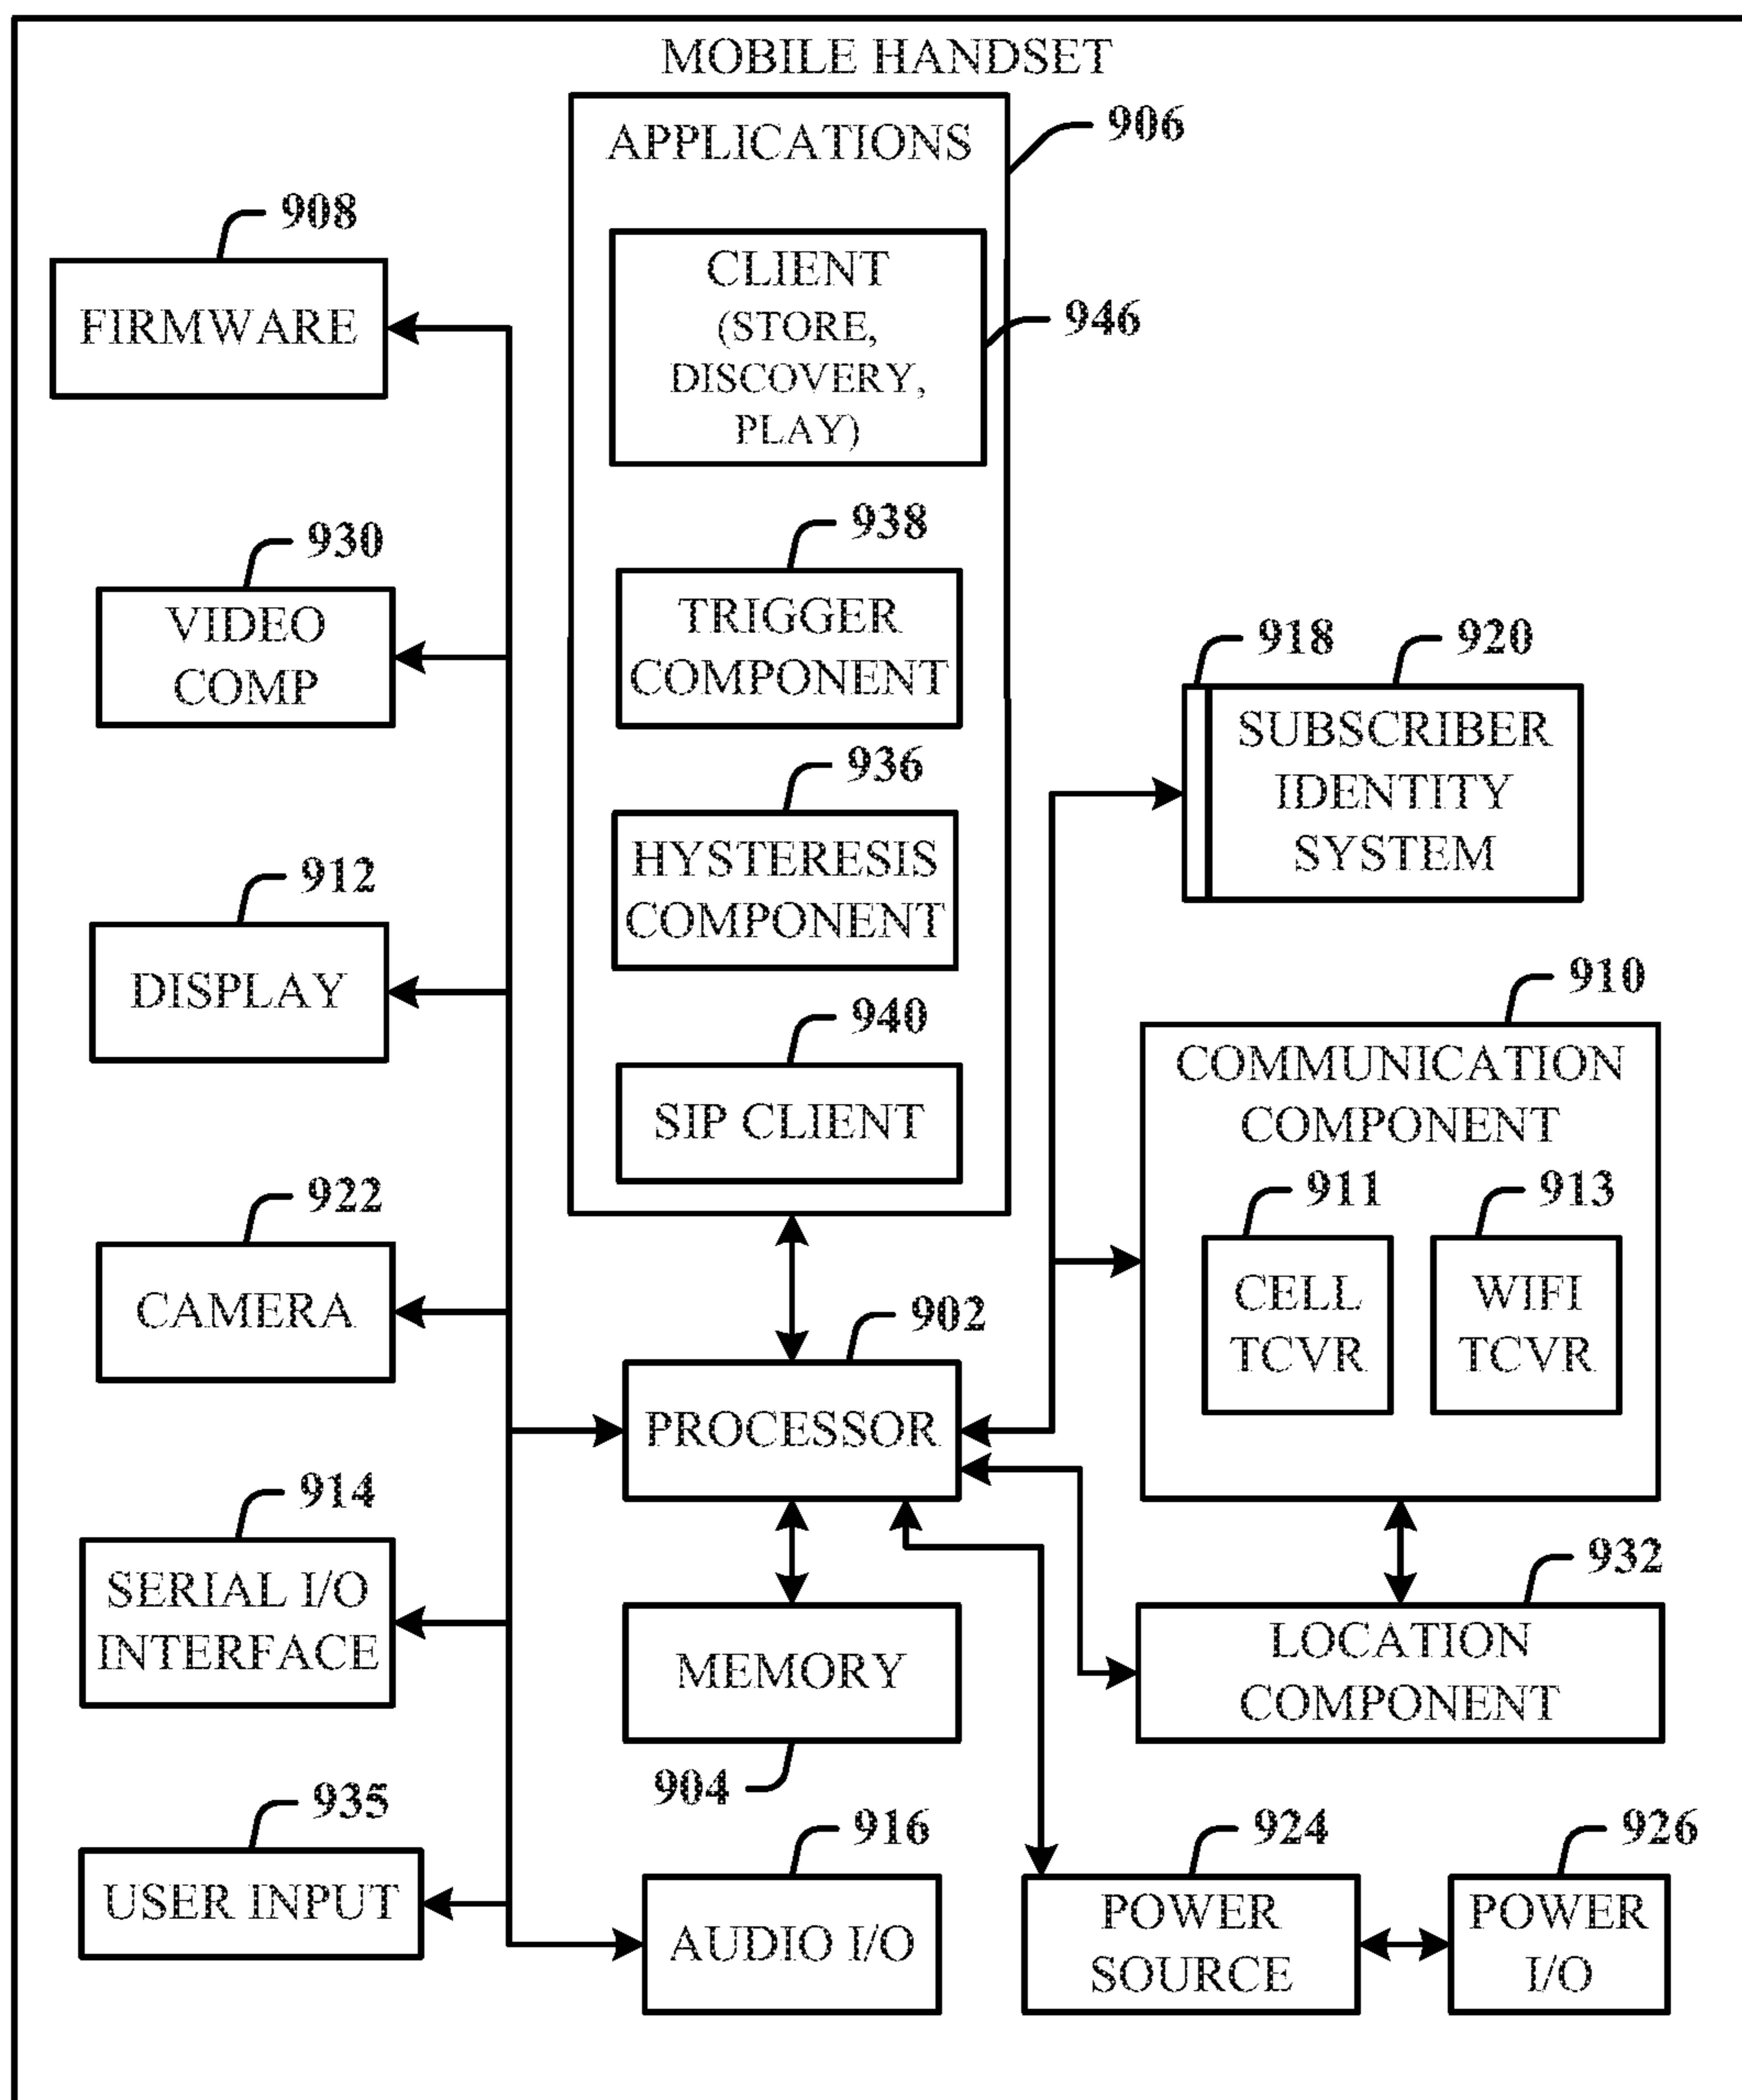 MOBILE HANDSET
APPLICATIONS
906
CLIENT
(STORE,
DISCOVERY,
PLAY)
946
938
TRIGGER
COMPONENT
936
HYSTERESIS
COMPONENT
940
SIP CLIENT
908
FIRMWARE
930
VIDEO
COMP
912
DISPLAY
922
CAMERA
914
SERIAL I/O
INTERFACE
935
USER INPUT
902
PROCESSOR
MEMORY
904
916
AUDIO I/O
918
920
SUBSCRIBER
IDENTITY
SYSTEM
910
COMMUNICATION
COMPONENT
911
CELL
TCVR
913
WIFI
TCVR
932
LOCATION
COMPONENT
924
POWER
SOURCE
926
POWER
I/O